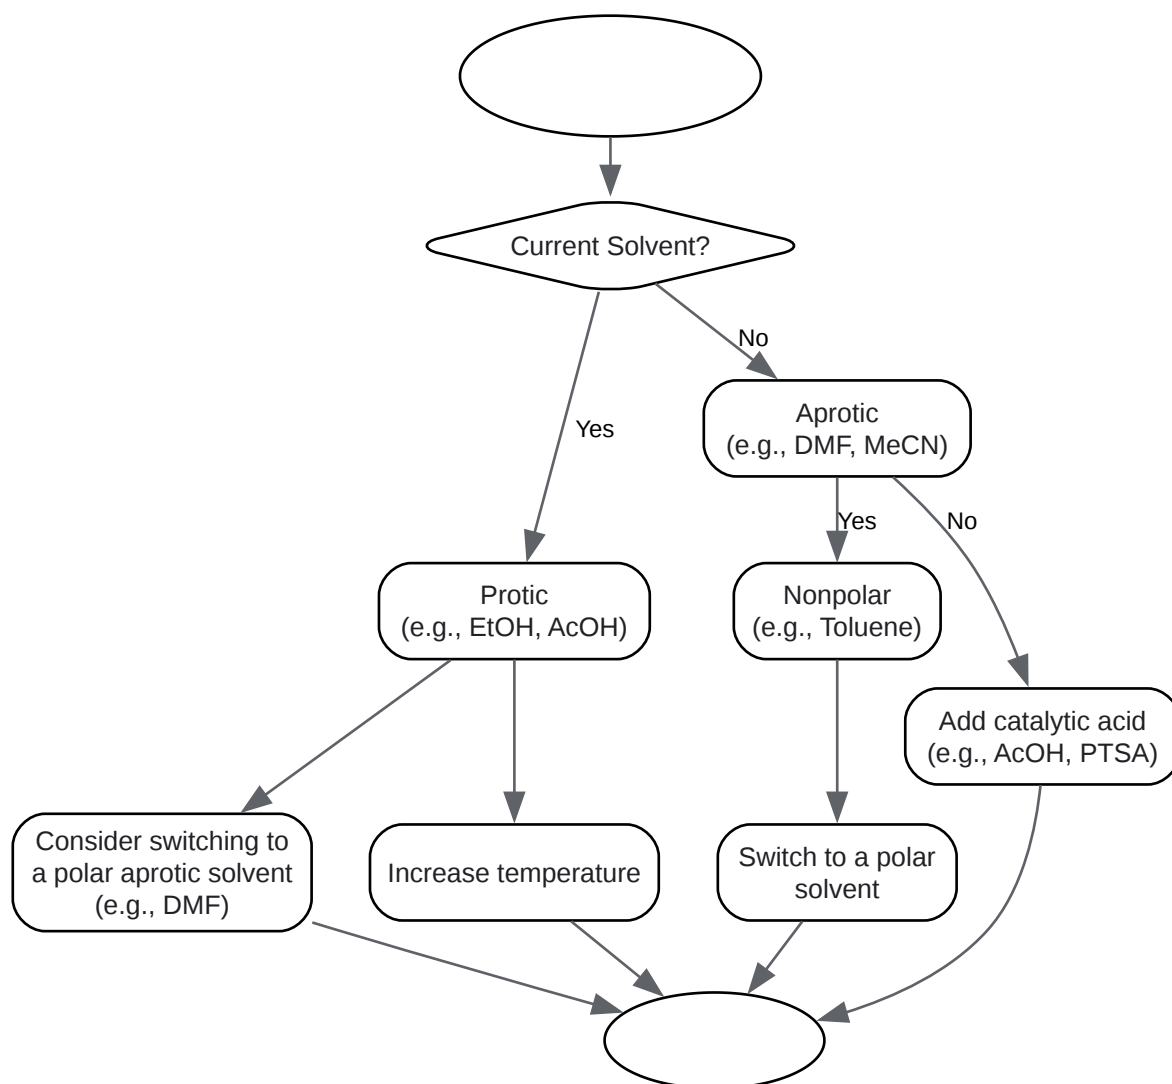 Current Solvent?
No
Aprotic
(e.g., DMF, MeCN)
Yes
Yes
No
Protic
(e.g., EtOH, AcOH)
Nonpolar
(e.g., Toluene)
Add catalytic acid
(e.g., AcOH, PTSA)
Consider switching to
a polar aprotic solvent
(e.g., DMF)
Increase temperature
Switch to a polar
solvent